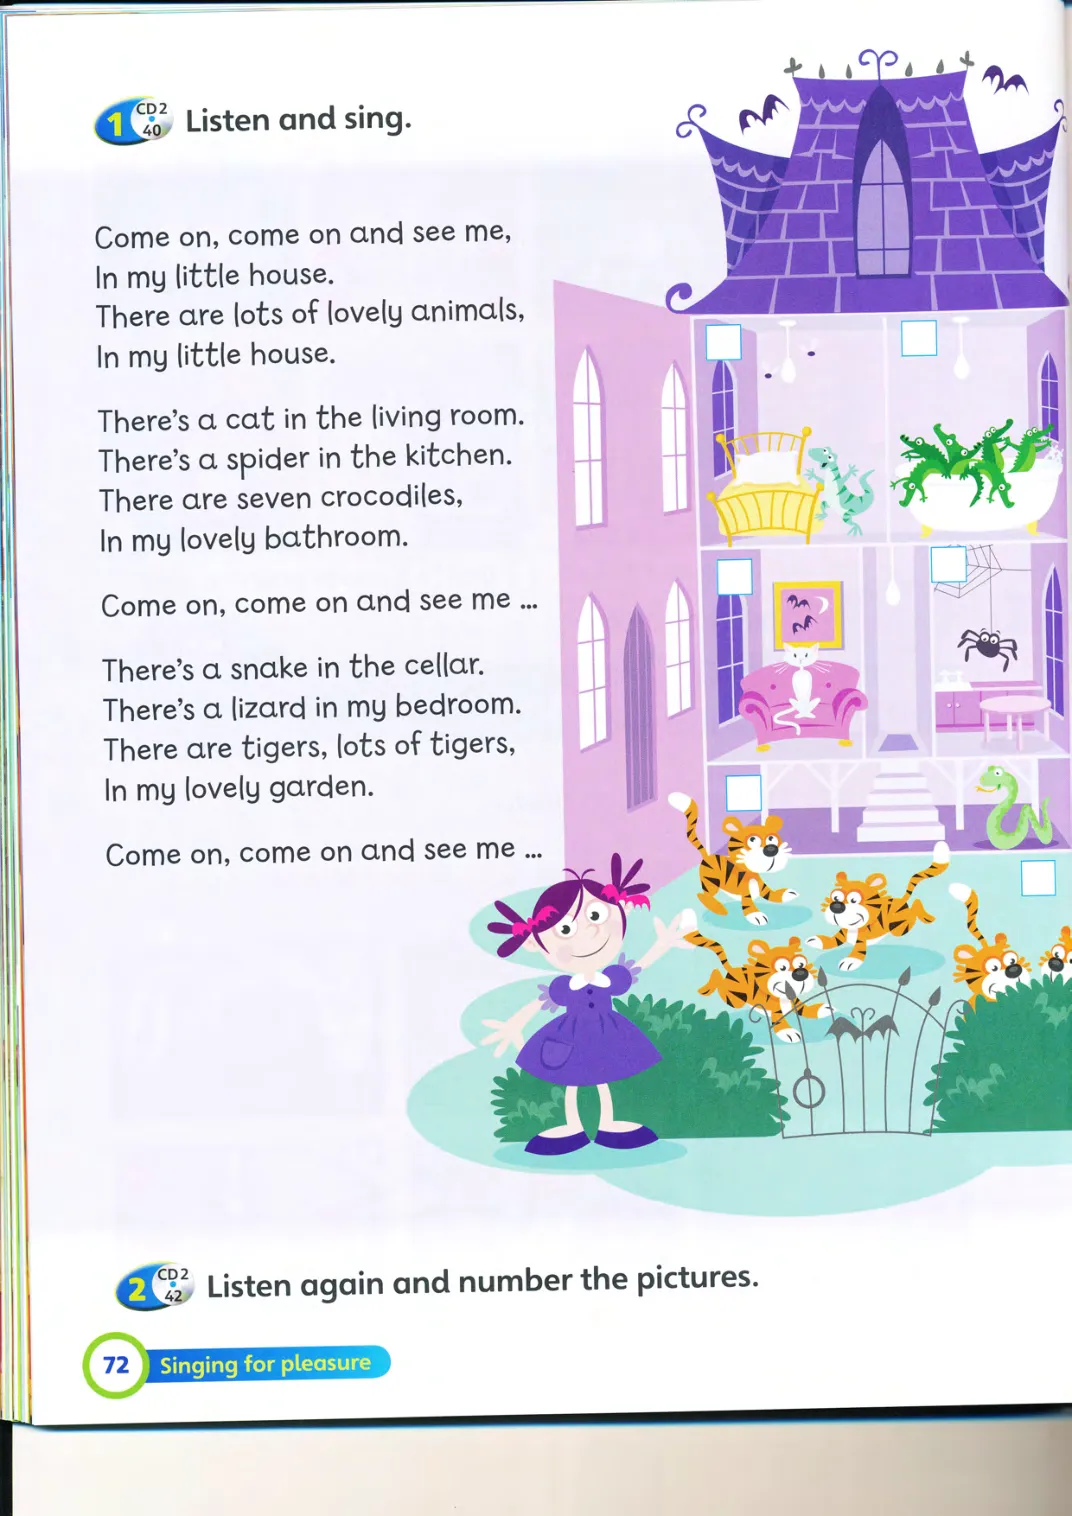 1 CD2 40 Listen and sing.
Come on, come on and see me,
In my little house.
There are lots of lovely animals,
In my little house.
There's a cat in the living room.
There's a spider in the kitchen.
There are seven crocodiles,
In my lovely bathroom.
Come on, come on and see me ...
There's a snake in the cellar.
There's a lizard in my bedroom.
There are tigers, lots of tigers,
In my lovely garden.
Come on, come on and see me ...
2 CD2 42 Listen again and number the pictures.
72 Singing for pleasure